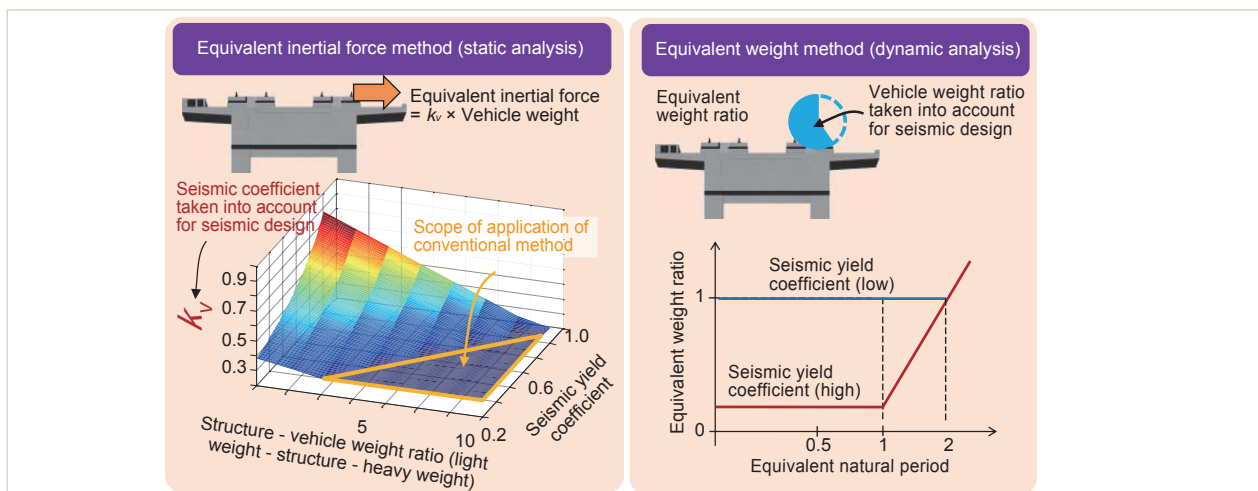 Equivalent inertial force method (static analysis)
Equivalent inertial force
= kv × Vehicle weight
Seismic coefficient
taken into account
for seismic design
Scope of application of
conventional method
kv
0.9
0.7
0.5
0.3
5
10
0.2
0.6
1.0
Seismic yield
coefficient
Structure - vehicle weight ratio (light
weight - structure - heavy weight)
Equivalent weight method (dynamic analysis)
Equivalent
weight ratio
Vehicle weight ratio
taken into account
for seismic design
Equivalent weight ratio
1
0
Seismic yield
coefficient (low)
Seismic yield
coefficient (high)
0.5
1
2
Equivalent natural period